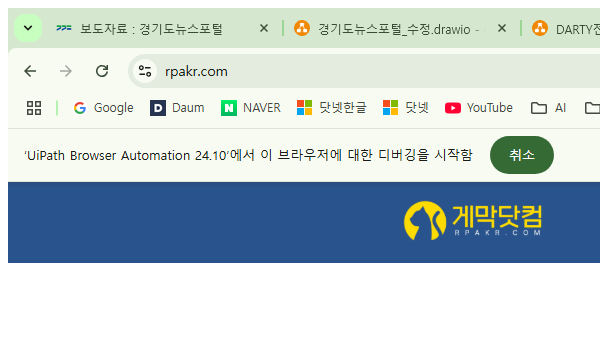 보도자료 : 경기도뉴스포털
경기도뉴스포털_수정.drawio -
DARTY전
rpakr.com
Google
Daum
NAVER
닷넷한글
닷넷
YouTube
AI
'UiPath Browser Automation 24.10'에서 이 브라우저에 대한 디버깅을 시작함
취소
게막닷컴
RPAKR.COM